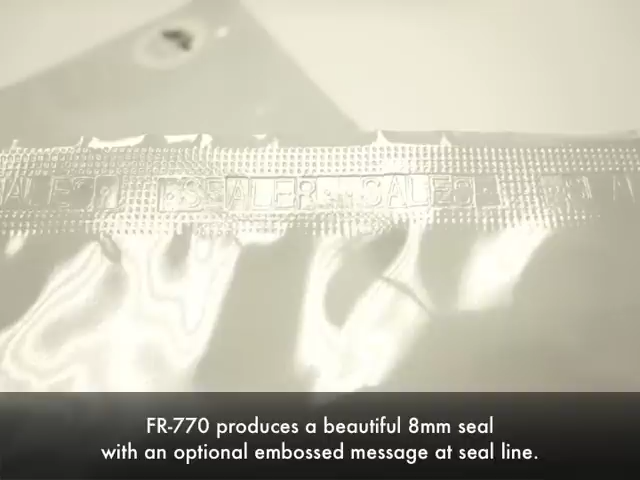 SEALER SALES
FR-770 produces a beautiful 8mm seal
with an optional embossed message at seal line.